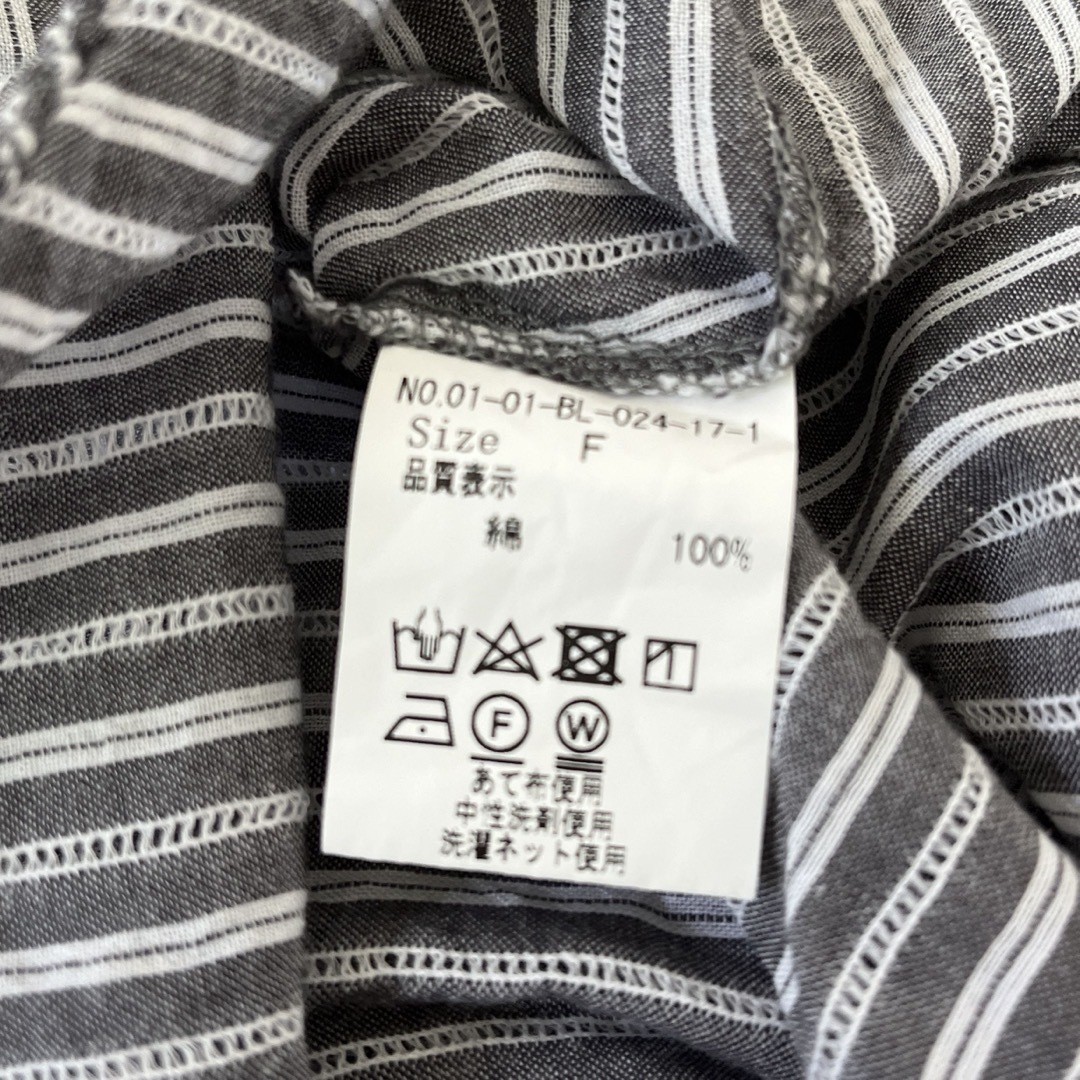 NO.01-01-BL-024-17-1
Size F
品質表示
綿 100%
F W
あて布使用
中性洗剤使用
洗濯ネット使用